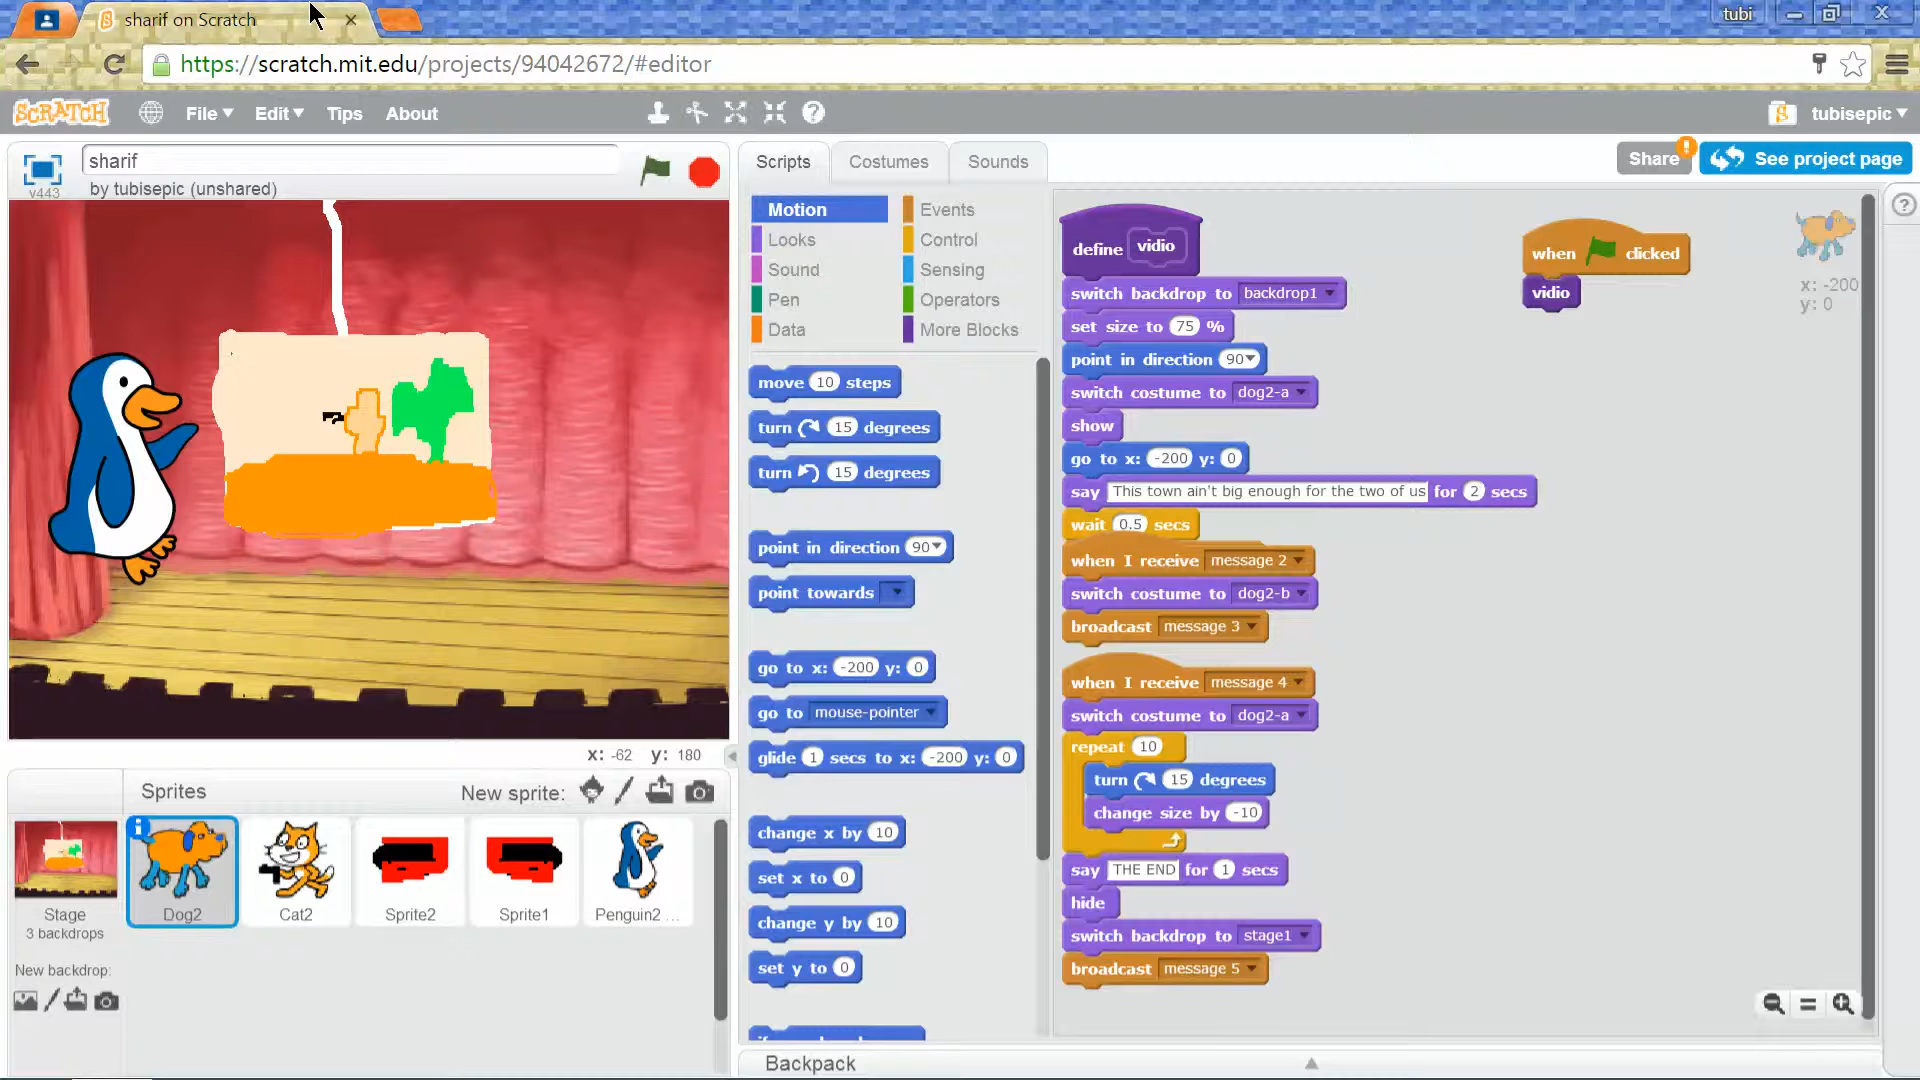 sharif on Scratch
tubi
https://scratch.mit.edu/projects/94042672/#editor
SCRATCH File Edit Tips About tubisepic
sharif
v443
by tubisepic (unshared)
Scripts Costumes Sounds
Share ! See project page
Motion Events
Looks Control
Sound Sensing
Pen Operators
Data More Blocks
move 10 steps
turn 15 degrees
turn 15 degrees
point in direction 90
point towards
go to x: -200 y: 0
go to mouse-pointer
glide 1 secs to x: -200 y: 0
change x by 10
set x to 0
change y by 10
set y to 0
define vidio
switch backdrop to backdrop1
set size to 75 %
point in direction 90
switch costume to dog2-a
show
go to x: -200 y: 0
say This town ain't big enough for the two of us for 2 secs
wait 0.5 secs
when I receive message 2
switch costume to dog2-b
broadcast message 3
when I receive message 4
switch costume to dog2-a
repeat 10
turn 15 degrees
change size by -10
say THE END for 1 secs
hide
switch backdrop to stage1
broadcast message 5
when clicked
vidio
x: -200
y: 0
x: -62 y: 180
Sprites New sprite:
Stage
3 backdrops
New backdrop:
Dog2 Cat2 Sprite2 Sprite1 Penguin2 ...
Backpack